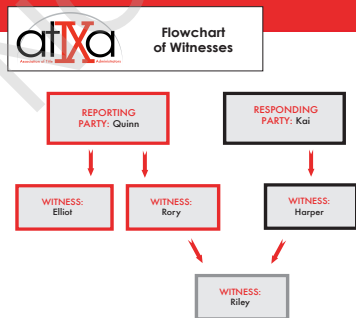 atIXa
Association of Title IX Administrators
Flowchart
of Witnesses
REPORTING
PARTY: Quinn
RESPONDING
PARTY: Kai
WITNESS:
Elliot
WITNESS:
Rory
WITNESS:
Harper
WITNESS:
Riley